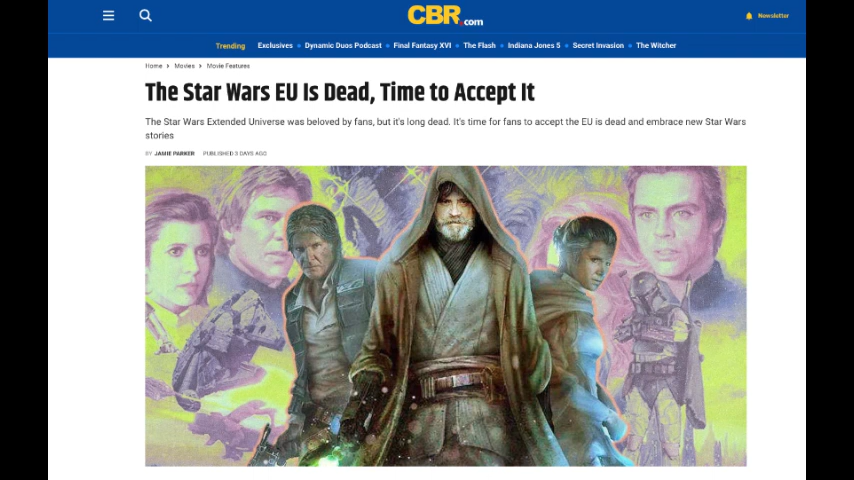 CBR.com
Newsletter
Trending Exclusives Dynamic Duos Podcast Final Fantasy XVI The Flash Indiana Jones 5 Secret Invasion The Witcher
Home > Movies > Movie Features
The Star Wars EU Is Dead, Time to Accept It
The Star Wars Extended Universe was beloved by fans, but it's long dead. It's time for fans to accept the EU is dead and embrace new Star Wars
stories
BY JAMIE PARKER PUBLISHED 3 DAYS AGO